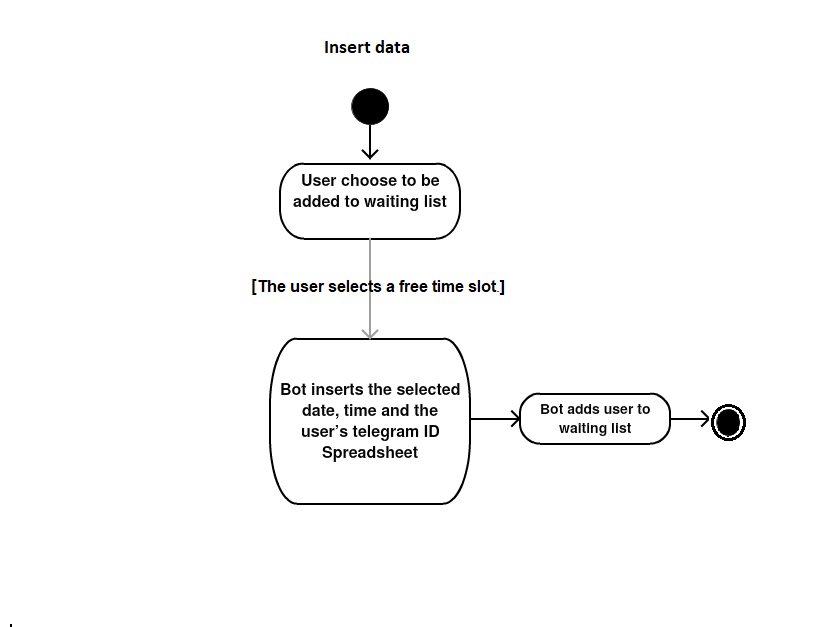 Insert data
User choose to be
added to waiting list
[The user selects a free time slot.]
Bot inserts the selected
date, time and the
user’s telegram ID
Spreadsheet
Bot adds user to
waiting list